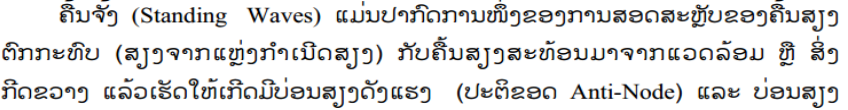 ຄື້ນຈັ້ງ (Standing Waves) ແມ່ນປາກົດການໜຶ່ງຂອງການສອດສະຫຼັບຂອງຄື້ນສຽງ
ຕົກກະທົບ (ສຽງຈາກແຫຼ່ງກຳເນີດສຽງ) ກັບຄື້ນສຽງສະທ້ອນມາຈາກແວດລ້ອມ ຫຼື ສິ່ງ
ກີດຂວາງ ແລ້ວເຮັດໃຫ້ເກີດມີບ່ອນສຽງດັງແຮງ (ປະຕິຂອດ Anti-Node) ແລະ ບ່ອນສຽງ